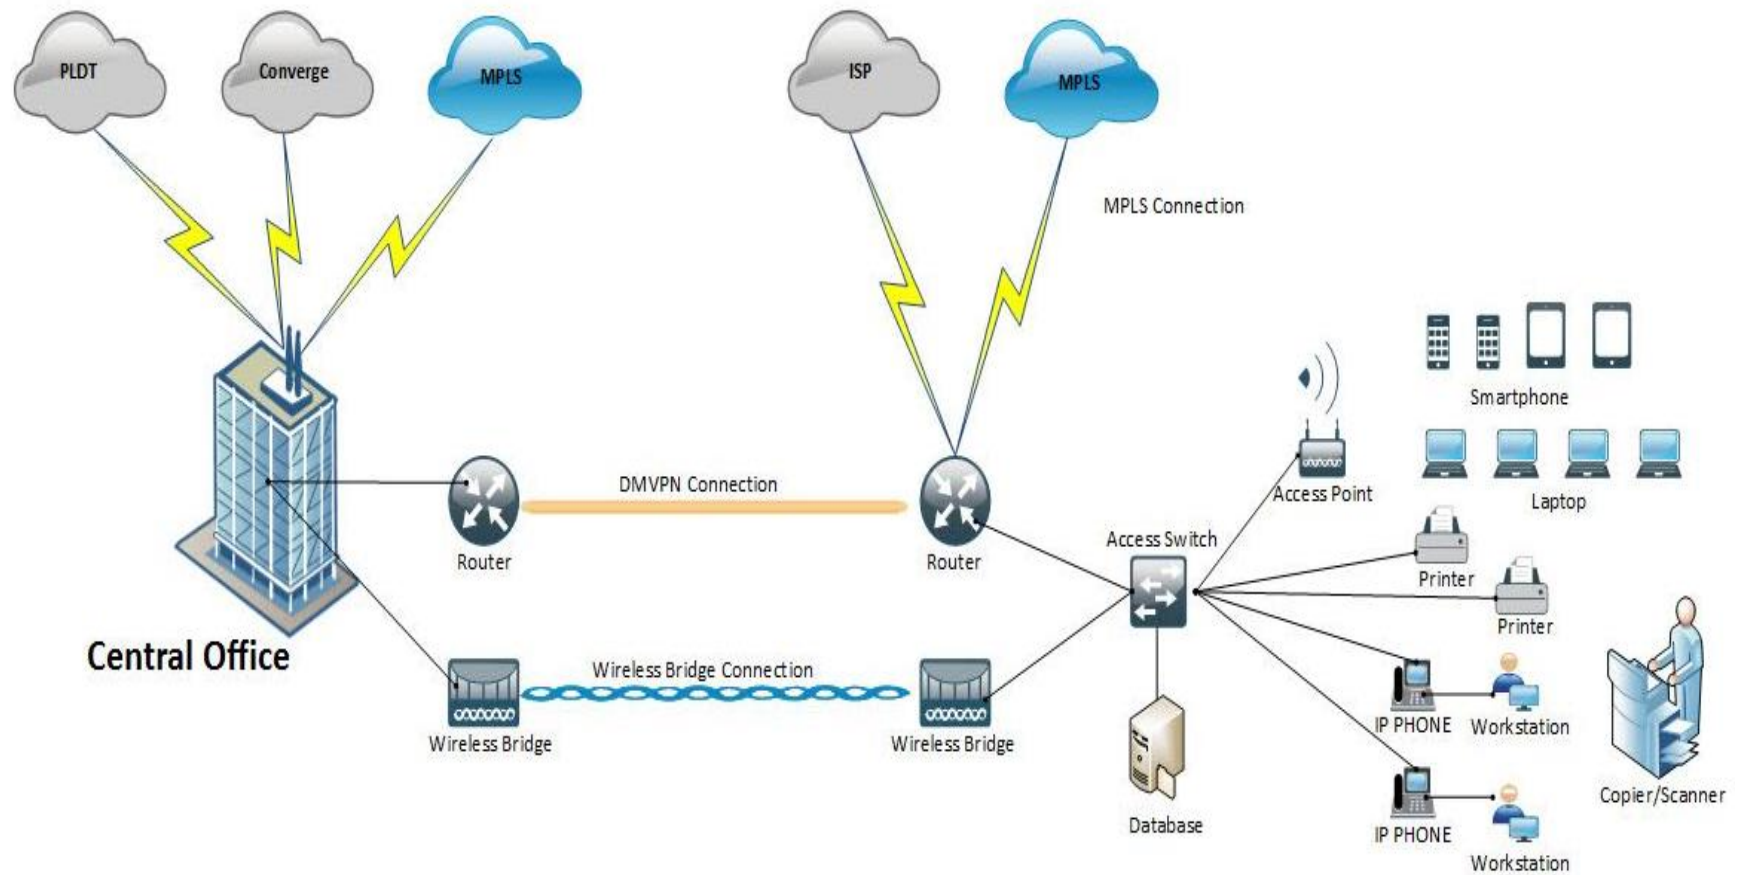 PLDT
Converge
MPLS
ISP
MPLS
MPLS Connection
Smartphone
DMVPN Connection
Access Point
Laptop
Router
Router
Access Switch
Printer
Printer
Central Office
Wireless Bridge Connection
IP PHONE
Workstation
Wireless Bridge
Wireless Bridge
Copier/Scanner
Database
IP PHONE
Workstation